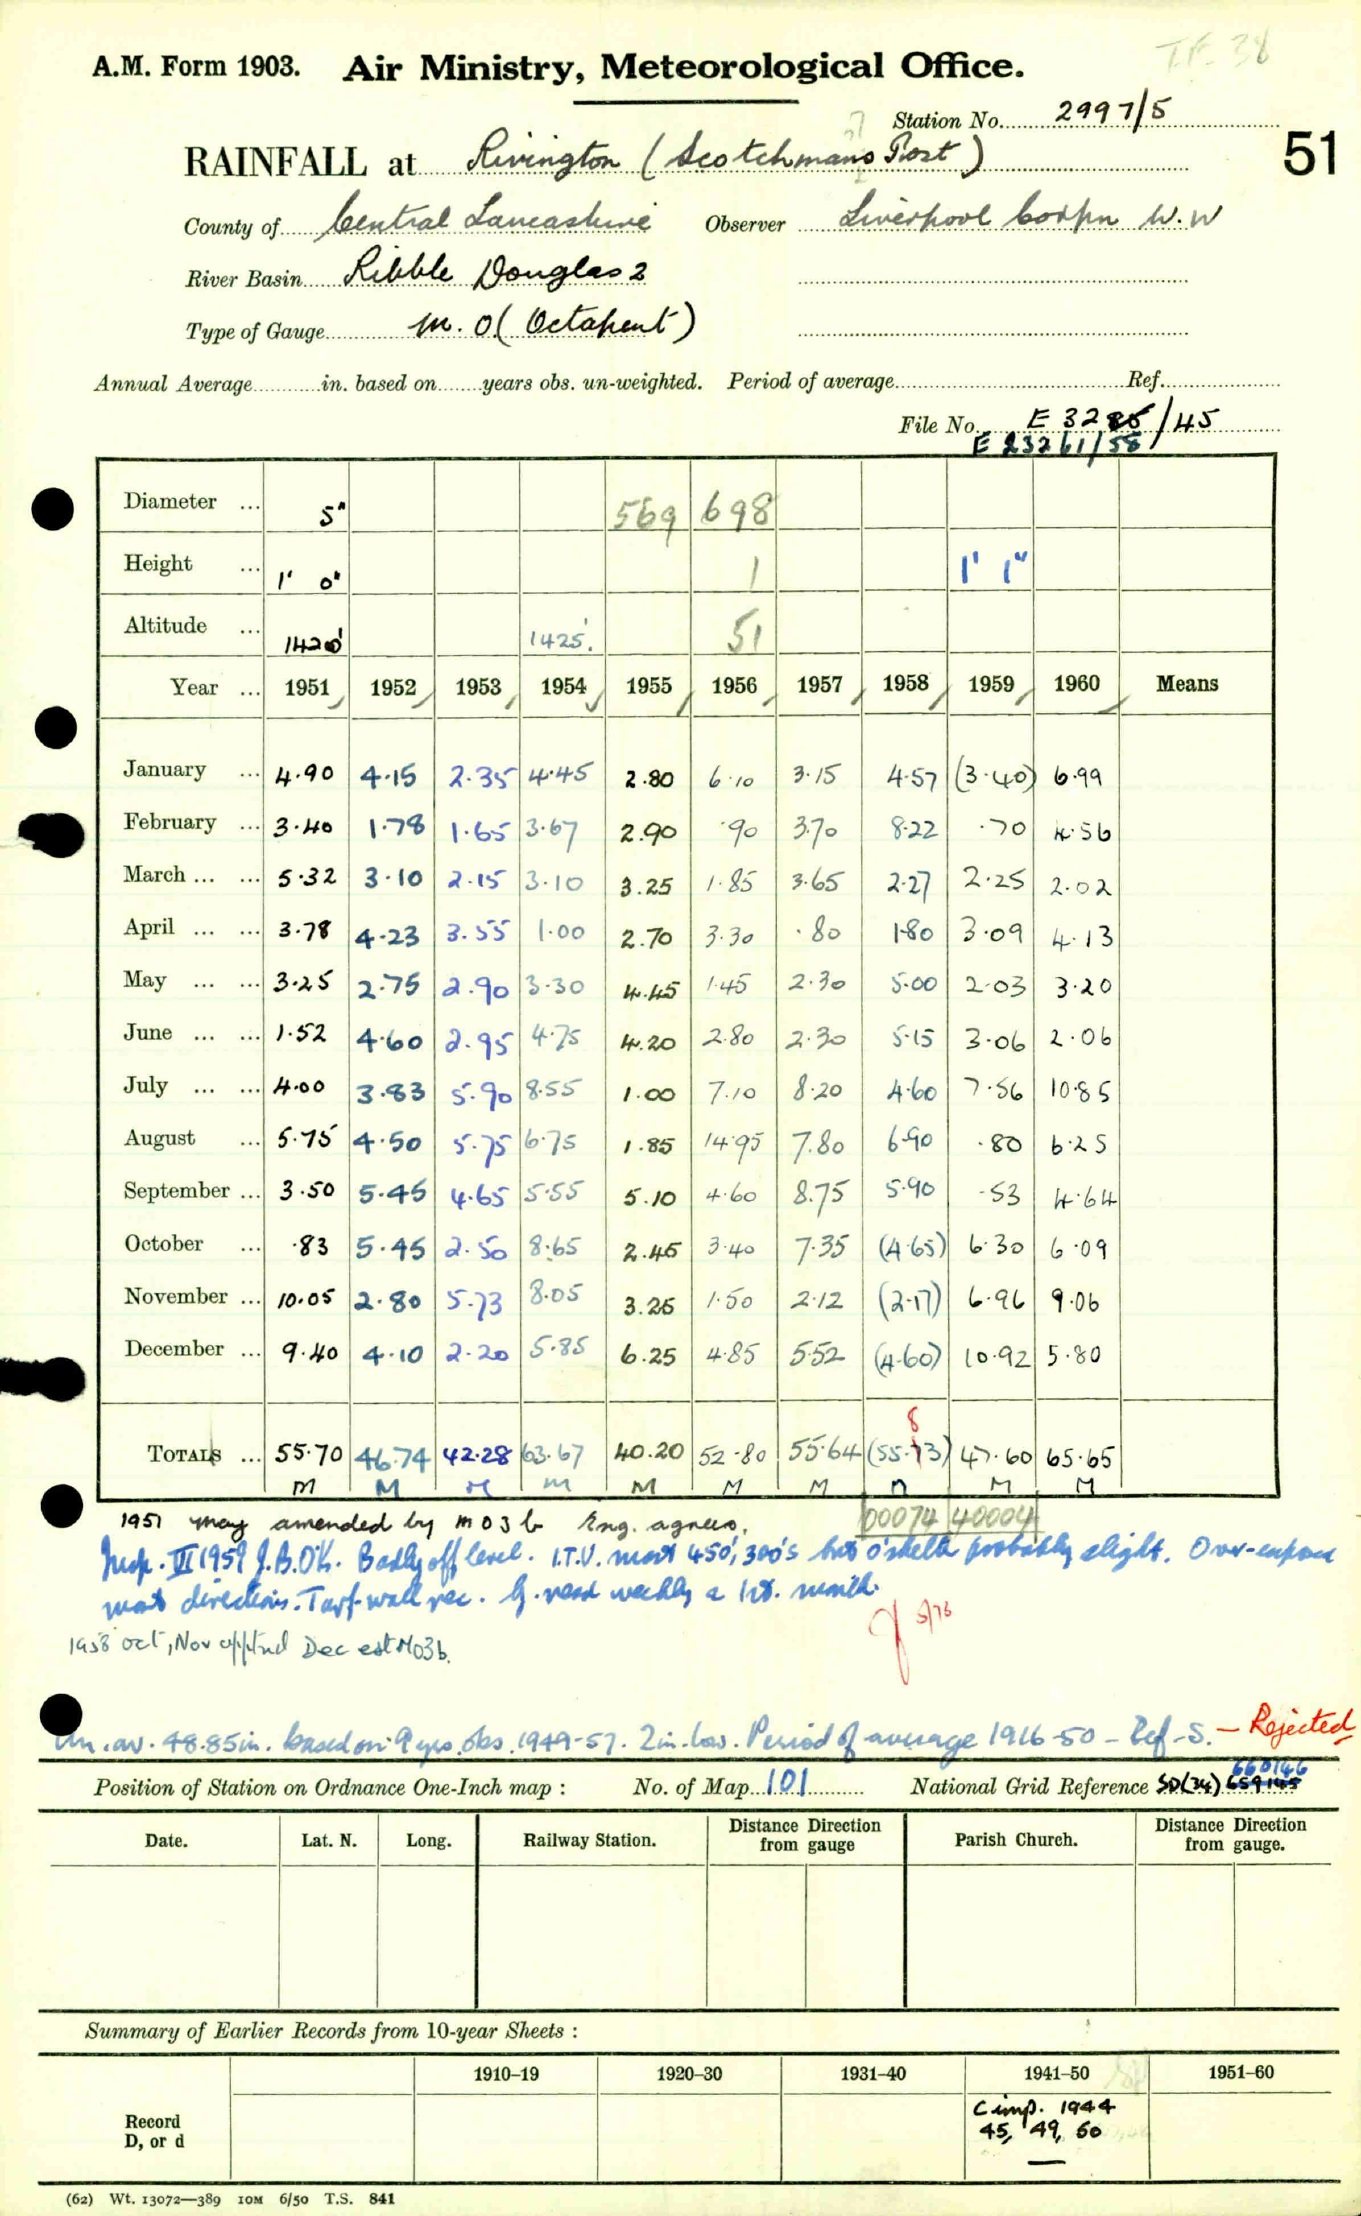 T.F. 38
A.M. Form 1903. Air Ministry, Meteorological Office.
Station No. 2997/5
51
RAINFALL at Rivington (Scotchmans Post)
County of Central Lancashire Observer Liverpool Corpn W.W
River Basin Ribble Douglas 2
Type of Gauge M.O (Octapent)
Annual Average in. based on years obs. un-weighted. Period of average Ref.
File No. E 3285/45
E 23261/58
Diameter ... 5" 569 698
Height ... 1' 0" 1 1' 1"
Altitude ... 1420' 1425'. 51
Year ... 1951 1952 1953 1954 1955 1956 1957 1958 1959 1960 Means
January ... 4.90 4.15 2.35 4.45 2.80 6.10 3.15 4.57 (3.40) 6.99
February ... 3.40 1.78 1.65 3.67 2.90 .90 3.70 8.22 .70 4.56
March ... ... 5.32 3.10 2.15 3.10 3.25 1.85 3.65 2.27 2.25 2.02
April ... ... 3.78 4.23 3.55 1.00 2.70 3.30 .80 1.80 3.09 4.13
May ... ... 3.25 2.75 2.90 3.30 4.45 1.45 2.30 5.00 2.03 3.20
June ... ... 1.52 4.60 2.95 4.75 4.20 2.80 2.30 5.15 3.06 2.06
July ... ... 4.00 3.83 5.90 8.55 1.00 7.10 8.20 4.60 7.56 10.85
August ... 5.75 4.50 5.75 6.75 1.85 14.95 7.80 6.90 .80 6.25
September ... 3.50 5.45 4.65 5.55 5.10 4.60 8.75 5.90 .53 4.64
October ... .83 5.45 2.50 8.65 2.45 3.40 7.35 (4.65) 6.30 6.09
November ... 10.05 2.80 5.73 8.05 3.25 1.50 2.12 (2.17) 6.96 9.06
December ... 9.40 4.10 2.20 5.85 6.25 4.85 5.52 (4.60) 10.92 5.80
8
TOTALS ... 55.70 46.74 42.28 63.67 40.20 52.80 55.64 (55.73) 47.60 65.65
M M M M M M M M M M
00074 40004
1951 May amended by MO3b Eng. agrees.
Insp. VI 1959 J.B.O'K. Badly off level. I.T.V. mast 450', 300's but o'shelter probably slight. Over-exposed
most directions. Turf-wall rec. G. read weekly & 1st. month.
5/76
1958 Oct, Nov apptnd Dec est MO3b.
An. av. 48.85 in. based on 9 yrs. obs. 1949-57. 2 in. low. Period of average 1916-50 - Ref-S. - Rejected
660146
Position of Station on Ordnance One-Inch map : No. of Map 101 National Grid Reference SD(34) 659145
Date. Lat. N. Long. Railway Station. Distance from Direction gauge Parish Church. Distance from Direction gauge.
Summary of Earlier Records from 10-year Sheets :
1910–19 1920–30 1931–40 1941–50 1951–60
Record D, or d
C imp. 1944
45, 49, 50
(62) Wt. 13072—389 10M 6/50 T.S. 841